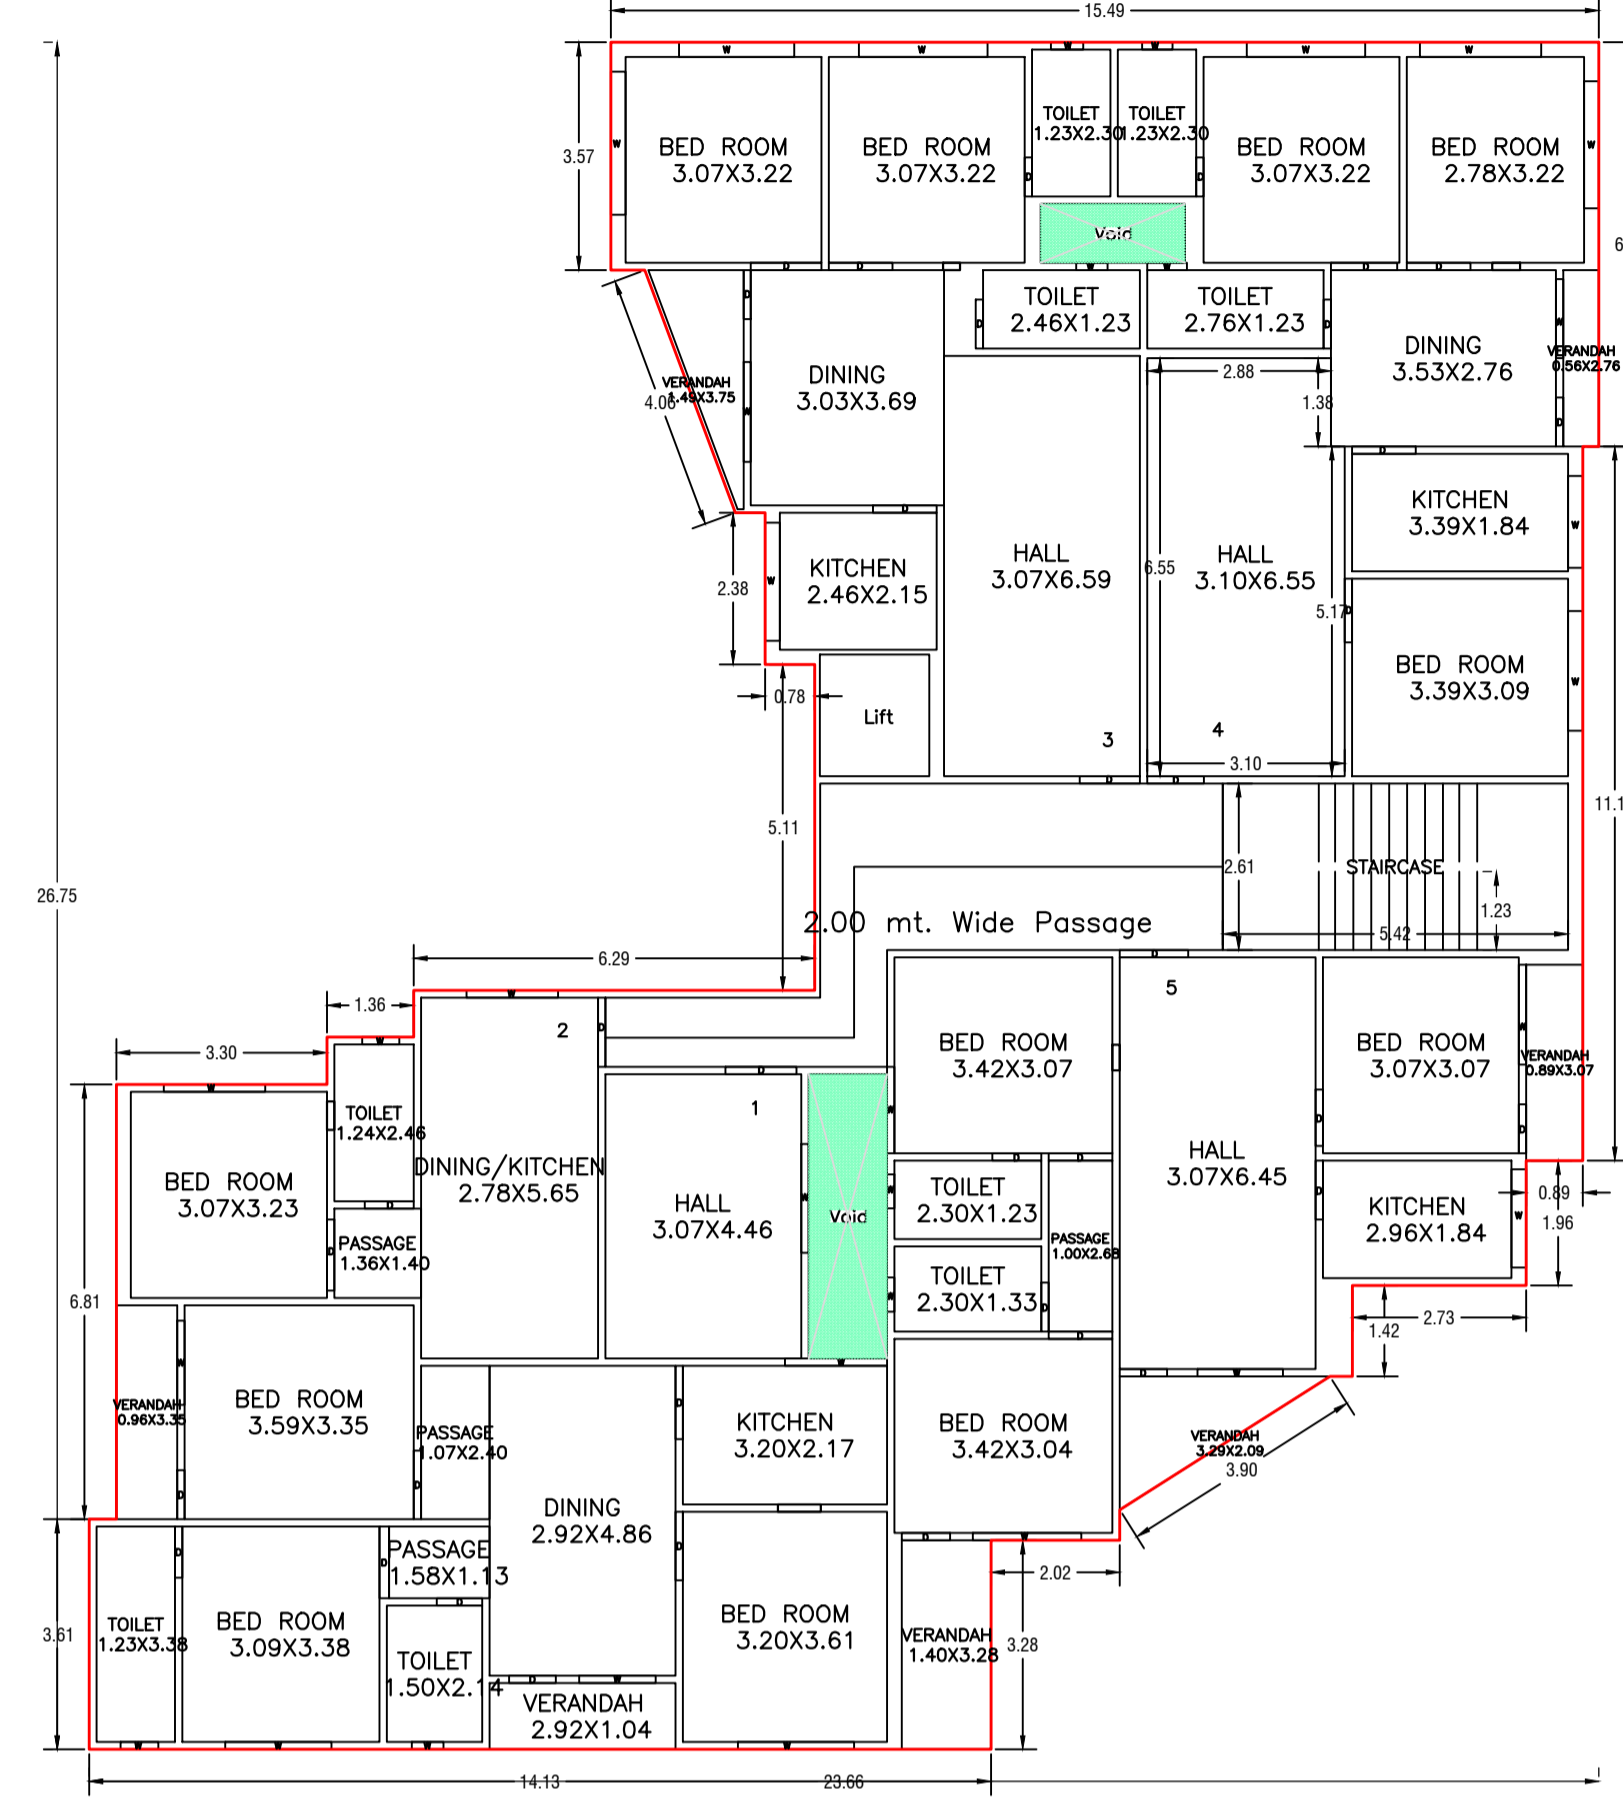 15.49
W
W
W
W
W
W
BED ROOM
3.07X3.22
BED ROOM
3.07X3.22
TOILET
1.23X2.30
TOILET
1.23X2.30
BED ROOM
3.07X3.22
BED ROOM
2.78X3.22
W
W
3.57
D
D
Void
D
D
W
W
D
TOILET
2.46X1.23
TOILET
2.76X1.23
D
D
D
DINING
3.03X3.69
DINING
3.53X2.76
W
VERANDAH
0.56X2.76
D
VERANDAH
1.49X3.75
W
4.06
2.88
1.38
D
D
KITCHEN
3.39X1.84
W
KITCHEN
2.46X2.15
W
2.38
HALL
3.07X6.59
6.55
HALL
3.10X6.55
5.17
D
BED ROOM
3.39X3.09
W
0.78
Lift
3
4
3.10
D
D
5.11
2.61
STAIRCASE
1.23
5.42
26.75
2.00 mt. Wide Passage
6.29
1.36
3.30
D
W
2
D
W
W
5
BED ROOM
3.42X3.07
BED ROOM
3.07X3.07
W
VERANDAH
0.89X3.07
D
D
1
W
TOILET
1.24X2.46
D
DINING/KITCHEN
2.78X5.65
BED ROOM
3.07X3.23
D
PASSAGE
1.36X1.40
HALL
3.07X4.46
W
Void
D
D
W
TOILET
2.30X1.23
HALL
3.07X6.45
D
KITCHEN
2.96X1.84
W
0.89
1.96
PASSAGE
1.00X2.68
TOILET
2.30X1.33
W
D
D
6.81
2.73
1.42
W
VERANDAH
0.96X3.35
W
D
BED ROOM
3.59X3.35
D
PASSAGE
1.07X2.40
D
KITCHEN
3.20X2.17
BED ROOM
3.42X3.04
D
W
VERANDAH
3.29X2.09
3.90
DINING
2.92X4.86
D
D
W
D
PASSAGE
1.58X1.13
D
D
2.02
3.61
TOILET
1.23X3.38
BED ROOM
3.09X3.38
TOILET
1.50X2.14
BED ROOM
3.20X3.61
VERANDAH
1.40X3.28
3.28
D
W
VERANDAH
2.92X1.04
W
W
W
W
14.13
23.66